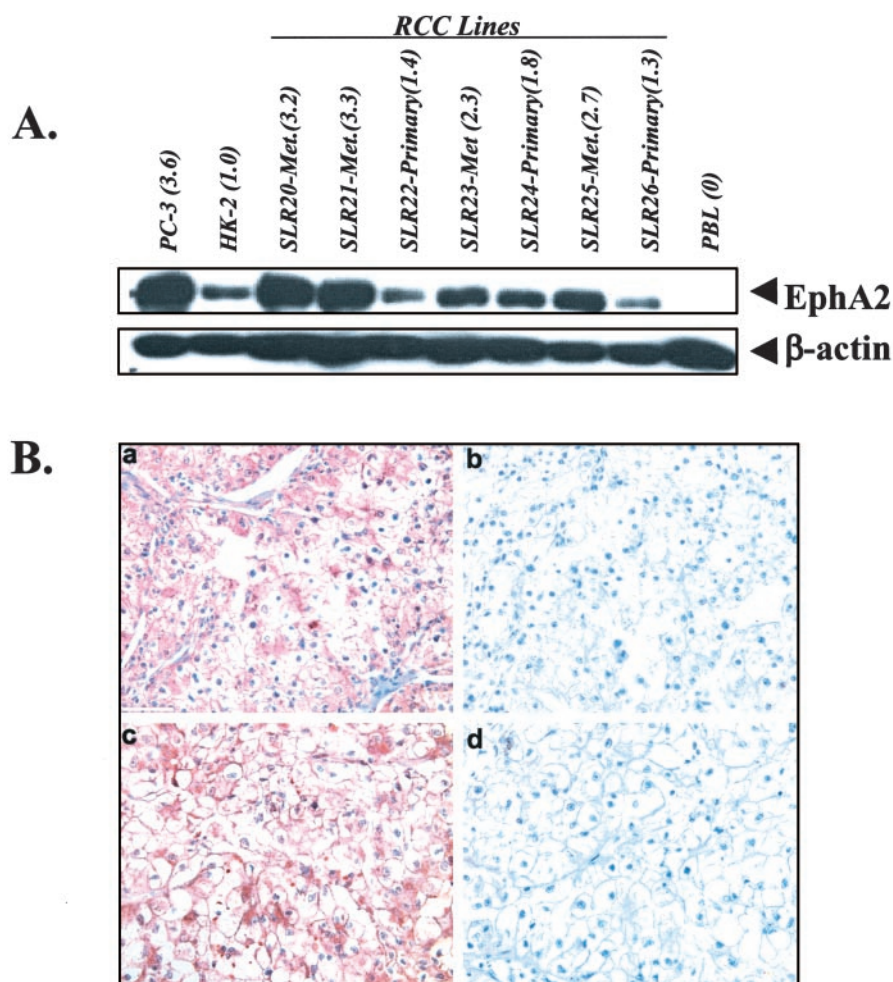 RCC Lines
A.
PC-3 (3.6)
HK-2 (1.0)
SLR20-Met.(3.2)
SLR21-Met.(3.3)
SLR22-Primary(1.4)
SLR23-Met (2.3)
SLR24-Primary(1.8)
SLR25-Met.(2.7)
SLR26-Primary(1.3)
PBL (0)
EphA2
β-actin
B.
a
b
c
d